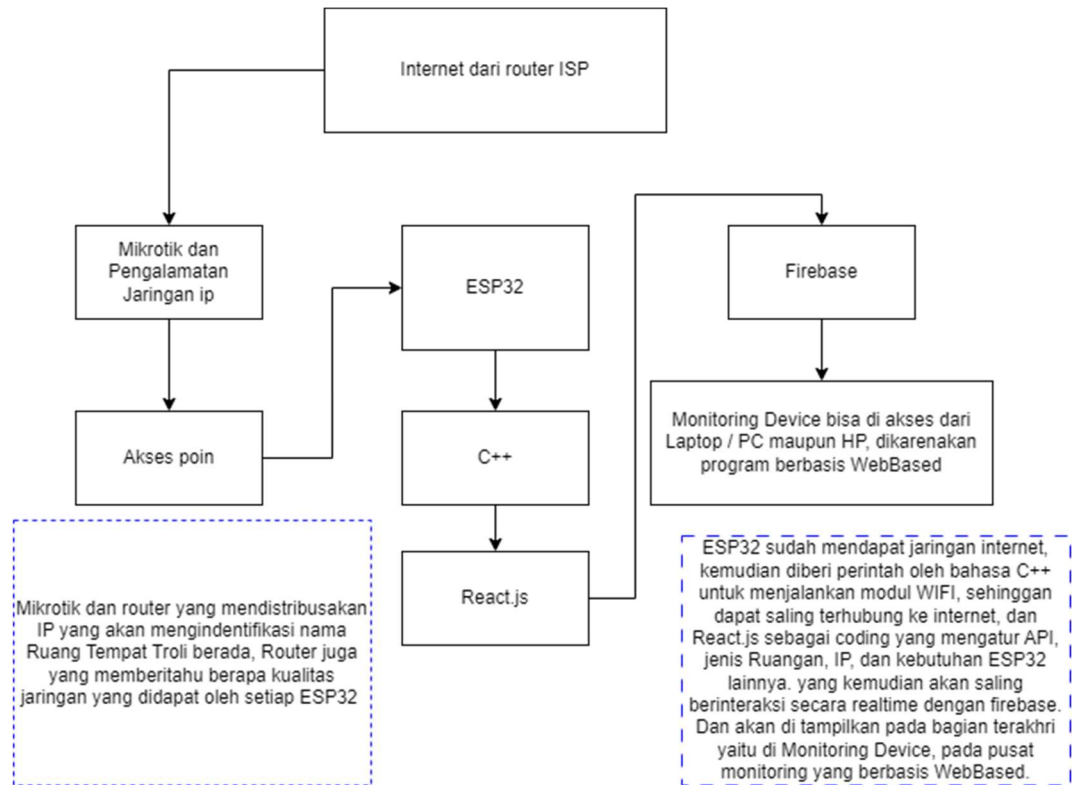 Internet dari router ISP
Mikrotik dan
Pengalamatan
Jaringan ip
ESP32
Firebase
Akses poin
C++
Monitoring Device bisa di akses dari
Laptop / PC maupun HP, dikarenakan
program berbasis WebBased
React.js
Mikrotik dan router yang mendistribusakan
IP yang akan mengindentifikasi nama
Ruang Tempat Troli berada, Router juga
yang memberitahu berapa kualitas
jaringan yang didapat oleh setiap ESP32
ESP32 sudah mendapat jaringan internet,
kemudian diberi perintah oleh bahasa C++
untuk menjalankan modul WIFI, sehinggan
dapat saling terhubung ke internet, dan
React.js sebagai coding yang mengatur API,
jenis Ruangan, IP, dan kebutuhan ESP32
lainnya. yang kemudian akan saling
berinteraksi secara realtime dengan firebase.
Dan akan di tampilkan pada bagian terakhri
yaitu di Monitoring Device, pada pusat
monitoring yang berbasis WebBased.